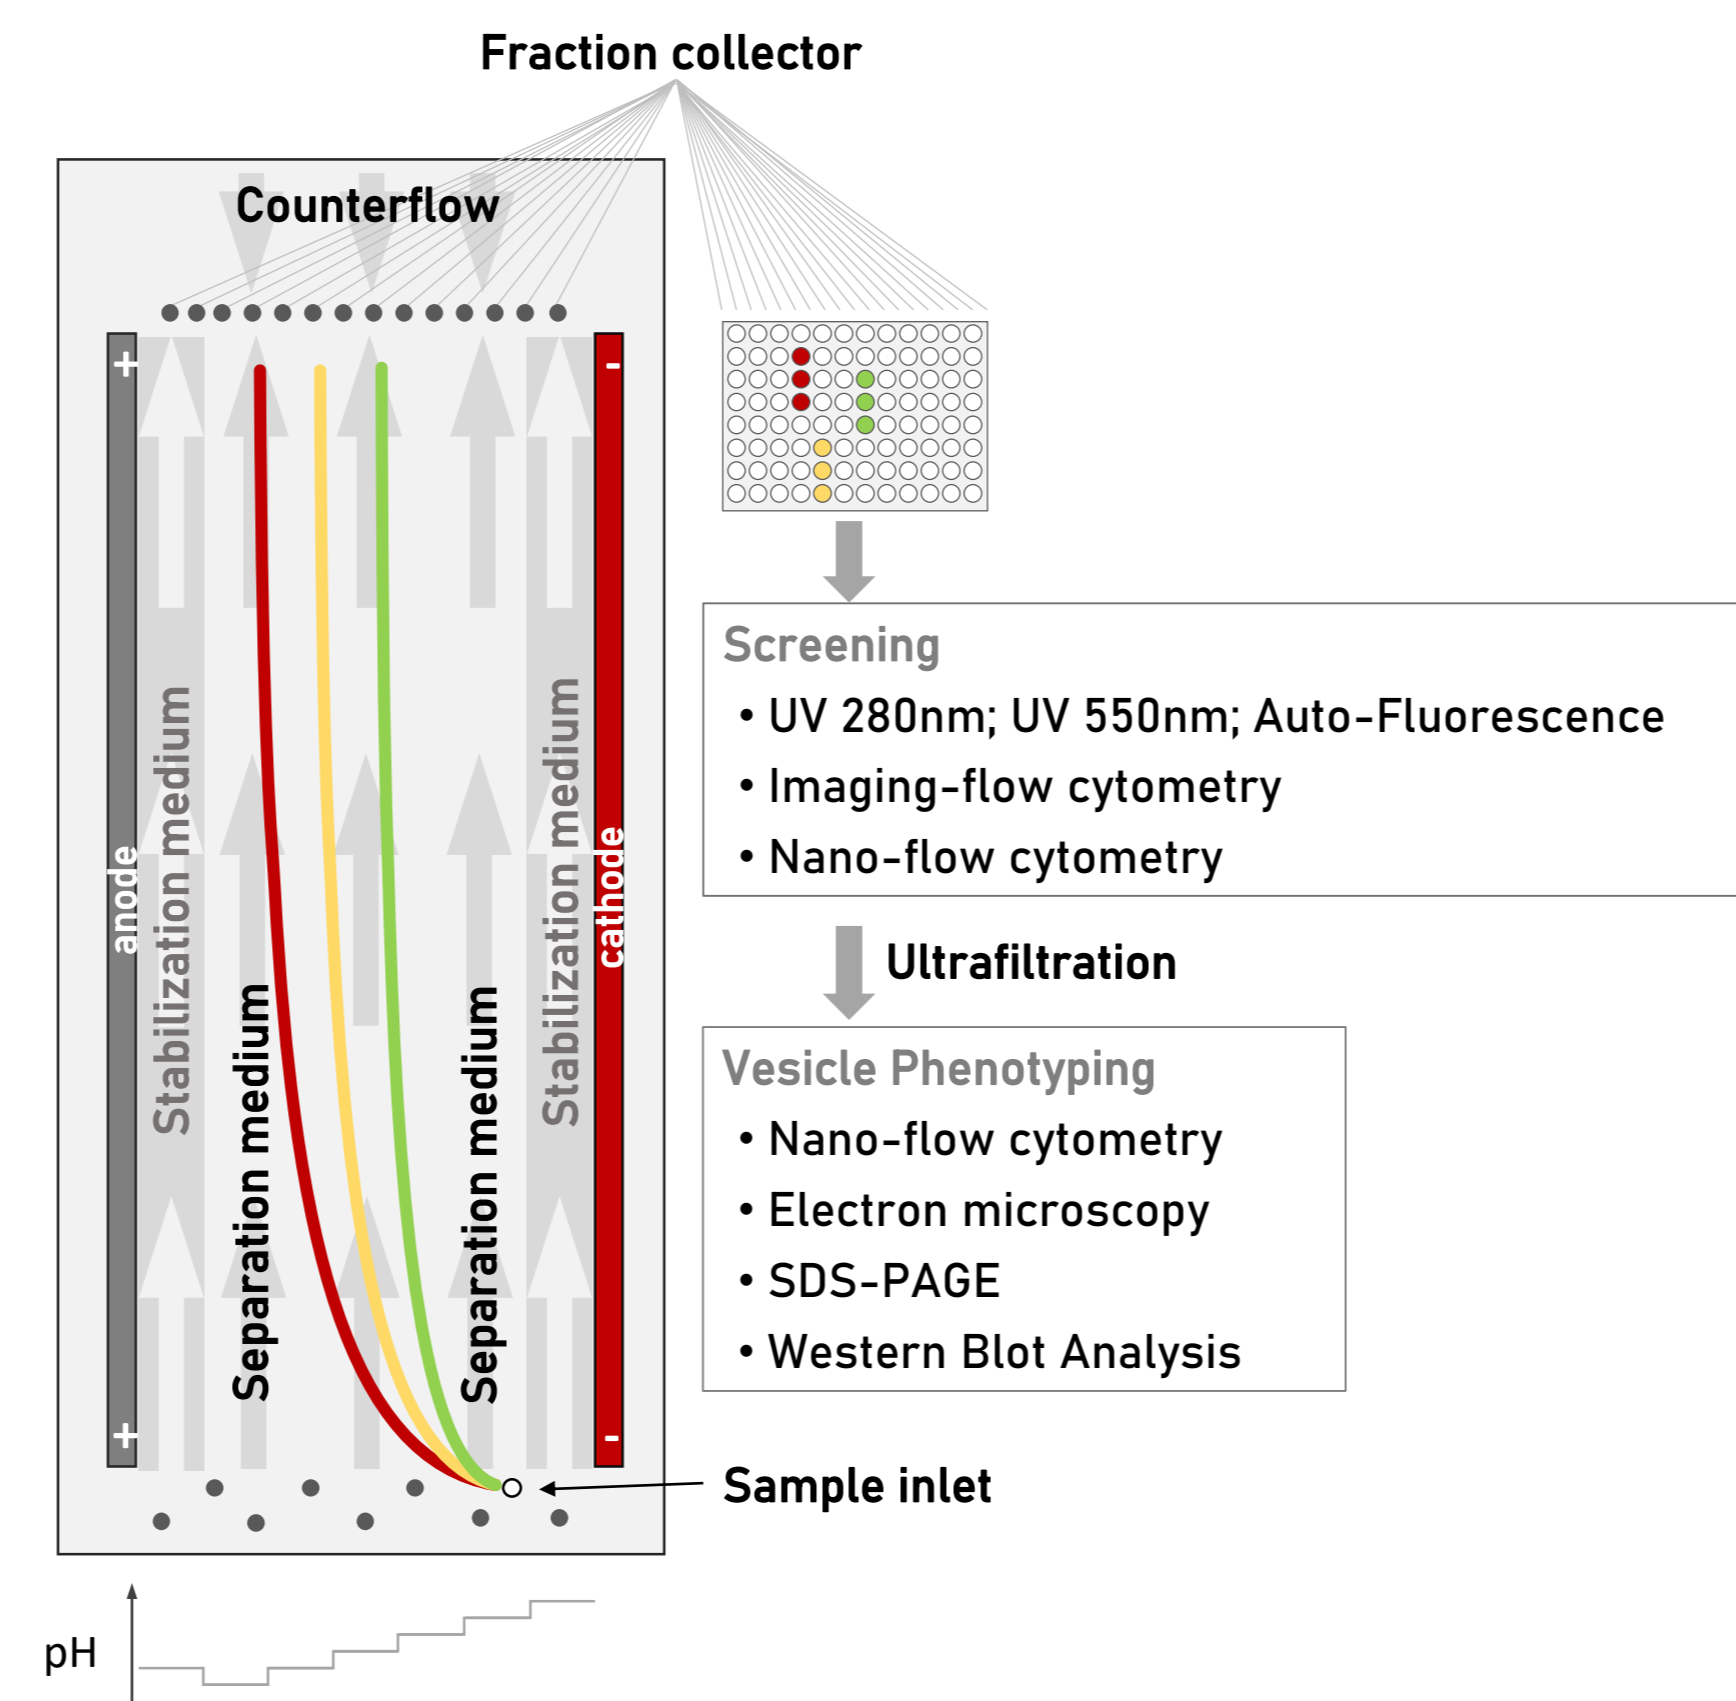 Fraction collector
Counterflow
+
-
anode
Stabilization medium
Separation medium
Separation medium
Stabilization medium
cathode
+
-
Screening
• UV 280nm; UV 550nm; Auto-Fluorescence
• Imaging-flow cytometry
• Nano-flow cytometry
Ultrafiltration
Vesicle Phenotyping
• Nano-flow cytometry
• Electron microscopy
• SDS-PAGE
• Western Blot Analysis
Sample inlet
pH